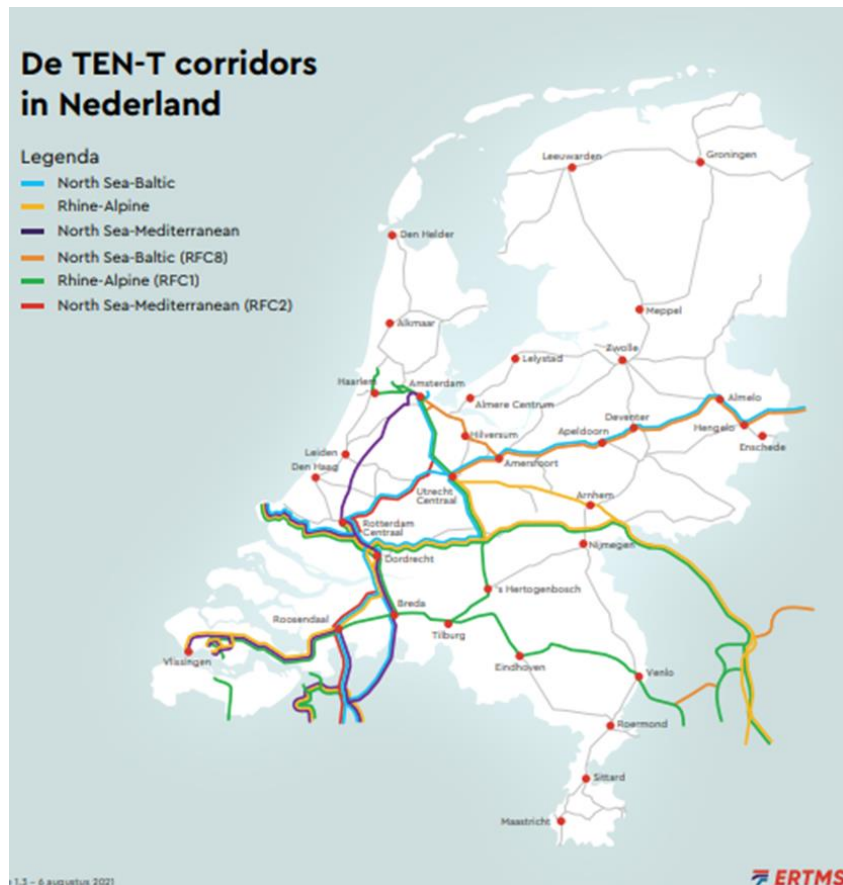 De TEN-T corridors
in Nederland
Legenda
North Sea-Baltic
Rhine-Alpine
North Sea-Mediterranean
North Sea-Baltic (RFC8)
Rhine-Alpine (RFC1)
North Sea-Mediterranean (RFC2)
Leeuwarden
Groningen
Den Helder
Meppel
Alkmaar
Zwolle
Lelystad
Haarlem
Amsterdam
Almere Centrum
Almelo
Deventer
Hengelo
Hilversum
Apeldoorn
Enschede
Leiden
Amersfoort
Den Haag
Utrecht
Centraal
Arnhem
Rotterdam
Centraal
Nijmegen
Dordrecht
's Hertogenbosch
Breda
Roosendaal
Tilburg
Vlissingen
Eindhoven
Venlo
Roermond
Sittard
Maastricht
1.3 – 6 augustus 2021
ERTMS